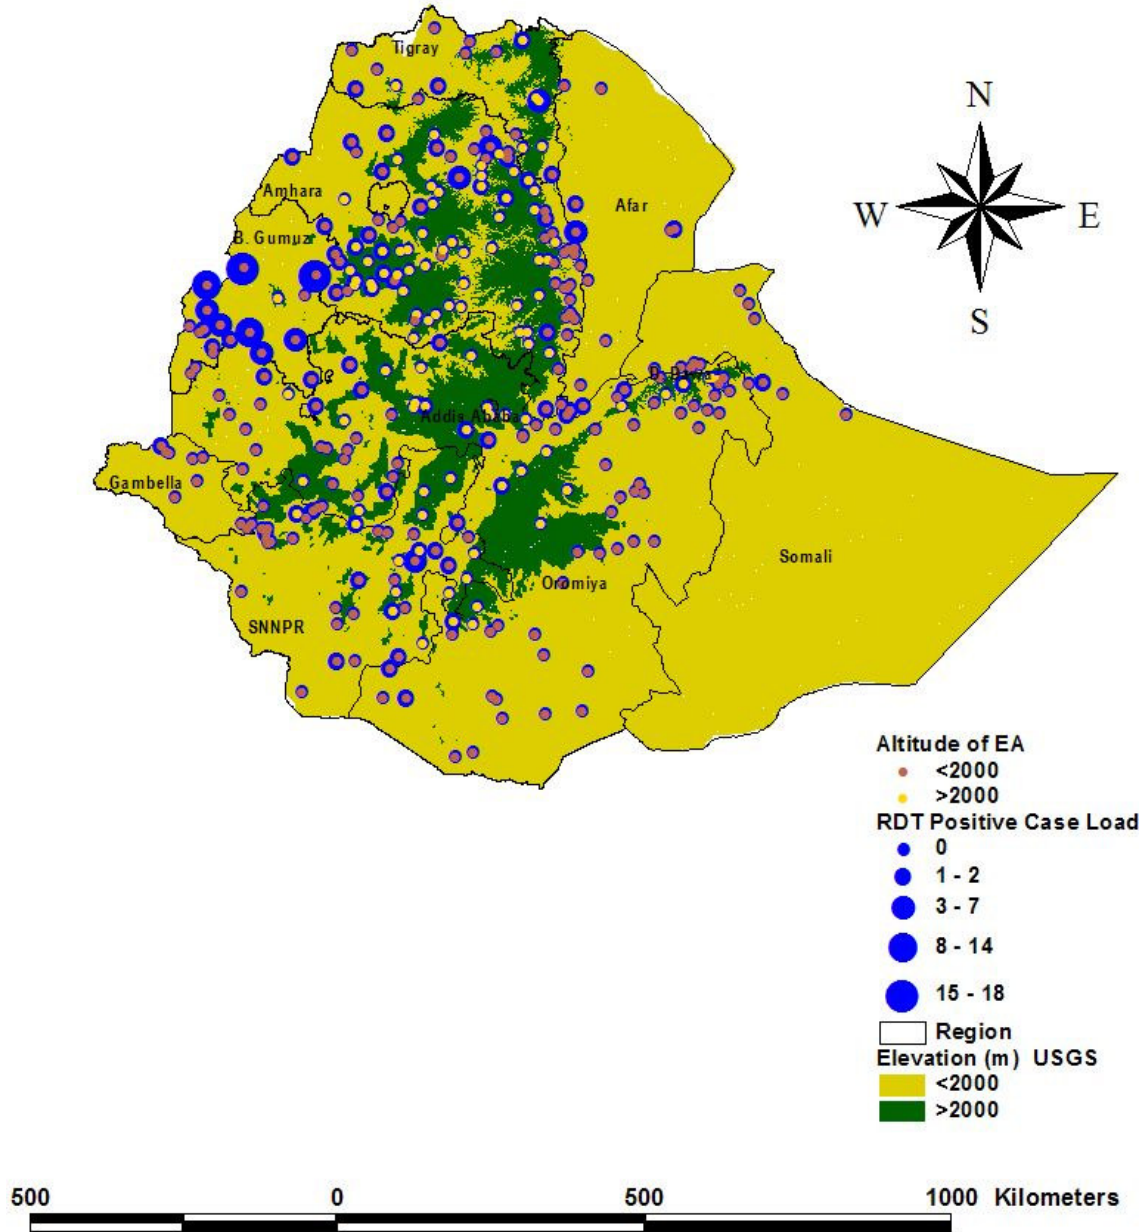 Tigray
N
Amhara
Afar
W
E
B. Gumuz
S
D. Dawa
Addis Ababa
Gambella
Somali
Oromiya
SNNPR
Altitude of EA
<2000
>2000
RDT Positive Case Load
0
1 - 2
3 - 7
8 - 14
15 - 18
Region
Elevation (m) USGS
<2000
>2000
500 0 500 1000 Kilometers